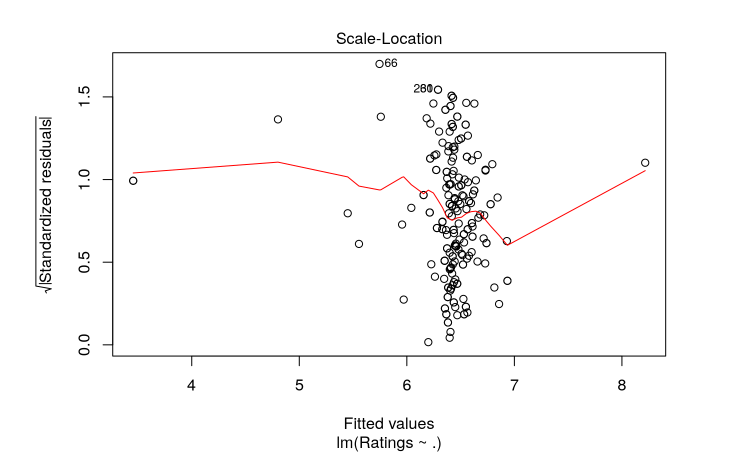 Scale-Location
66
0.0 0.5 1.0 1.5
√|Standardized residuals|
4 5 6 7 8
Fitted values
lm(Ratings ~ .)